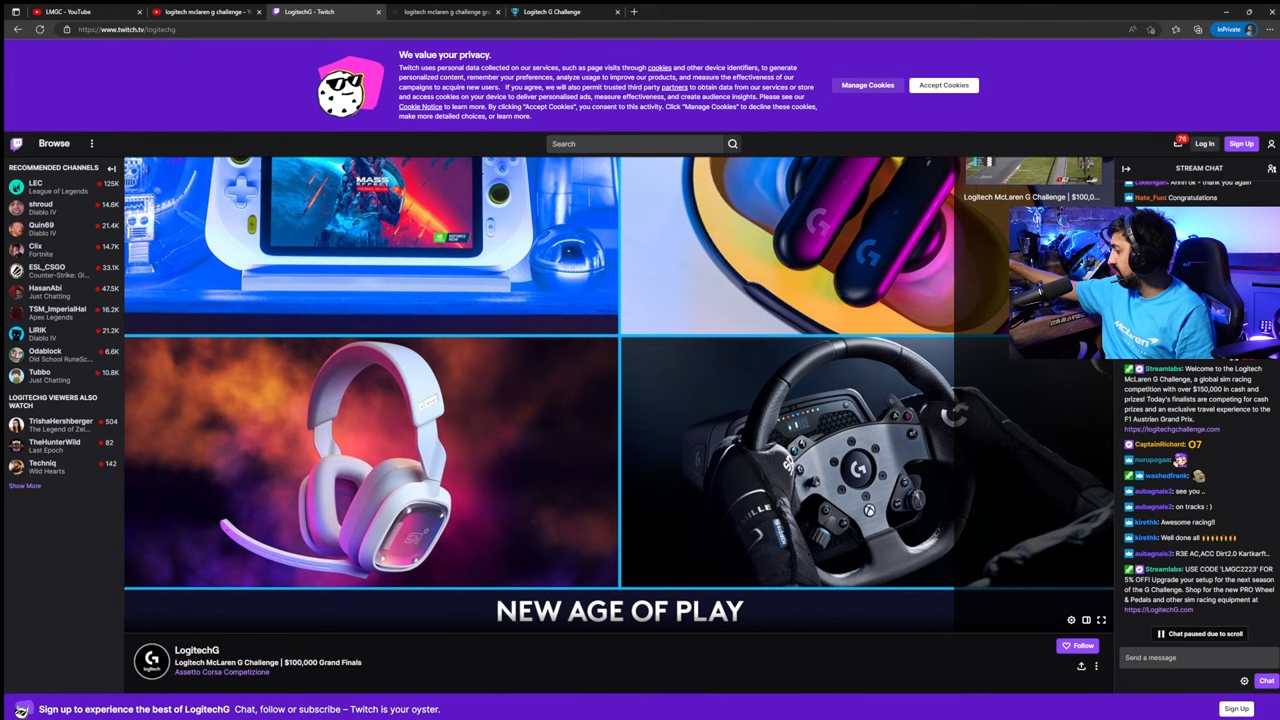 LMGC - YouTube
logitech mclaren g challenge - Y
LogitechG - Twitch
logitech mclaren g challenge gra
Logitech G Challenge
https://www.twitch.tv/logitechg
InPrivate
We value your privacy.
Twitch uses personal data collected on our services, such as page visits through cookies and other device identifiers, to generate
personalized content, remember your preferences, analyze usage to improve our products, and measure the effectiveness of our
campaigns to acquire new users. If you agree, we will also permit trusted third party partners to obtain data from our services or store
and access cookies on your device to deliver personalised ads, measure effectiveness, and create audience insights. Please see our
Cookie Notice to learn more. By clicking "Accept Cookies", you consent to this activity. Click "Manage Cookies" to decline these cookies,
make more detailed choices, or learn more.
Manage Cookies
Accept Cookies
Browse
Search
76
Log In
Sign Up
RECOMMENDED CHANNELS
LEC 125K
League of Legends
shroud 14.6K
Diablo IV
Quin69 21.4K
Diablo IV
Clix 14.7K
Fortnite
ESL_CSGO 33.1K
Counter-Strike: Gl...
HasanAbi 47.5K
Just Chatting
TSM_ImperialHal 16.2K
Apex Legends
LIRIK 21.2K
Diablo IV
Odablock 6.6K
Old School RuneSc...
Tubbo 10.8K
Just Chatting
LOGITECHG VIEWERS ALSO
WATCH
TrishaHershberger 504
The Legend of Zel...
TheHunterWild 82
Last Epoch
Techniq 142
Wild Hearts
Show More
MASS EFFECT
GEFORCE NOW
Logitech McLaren G Challenge | $100,0...
McLaren
NEW AGE OF PLAY
logitech
LogitechG
Logitech McLaren G Challenge | $100,000 Grand Finals
Assetto Corsa Competizione
Follow
STREAM CHAT
Ludengan: Ahhh ok - thank you again
Nata_Fun: Congratulations
Streamlabs: Welcome to the Logitech
McLaren G Challenge, a global sim racing
competition with over $150,000 in cash and
prizes! Today's finalists are competing for cash
prizes and an exclusive travel experience to the
F1 Austrian Grand Prix.
https://logitechgchallenge.com
CaptainRichard: O7
nurupogaa:
washedfrank:
aubagnais2: see you ..
aubagnais2: on tracks : )
kirethk: Awesome racing!!
kirethk: Well done all
aubagnais2: R3E AC,ACC Dirt2.0 Kartkarft..
Streamlabs: USE CODE 'LMGC2223' FOR
5% OFF! Upgrade your setup for the next season
of the G Challenge. Shop for the new PRO Wheel
& Pedals and other sim racing equipment at
https://LogitechG.com
Chat paused due to scroll
Send a message
Chat
Sign up to experience the best of LogitechG Chat, follow or subscribe – Twitch is your oyster.
Sign Up